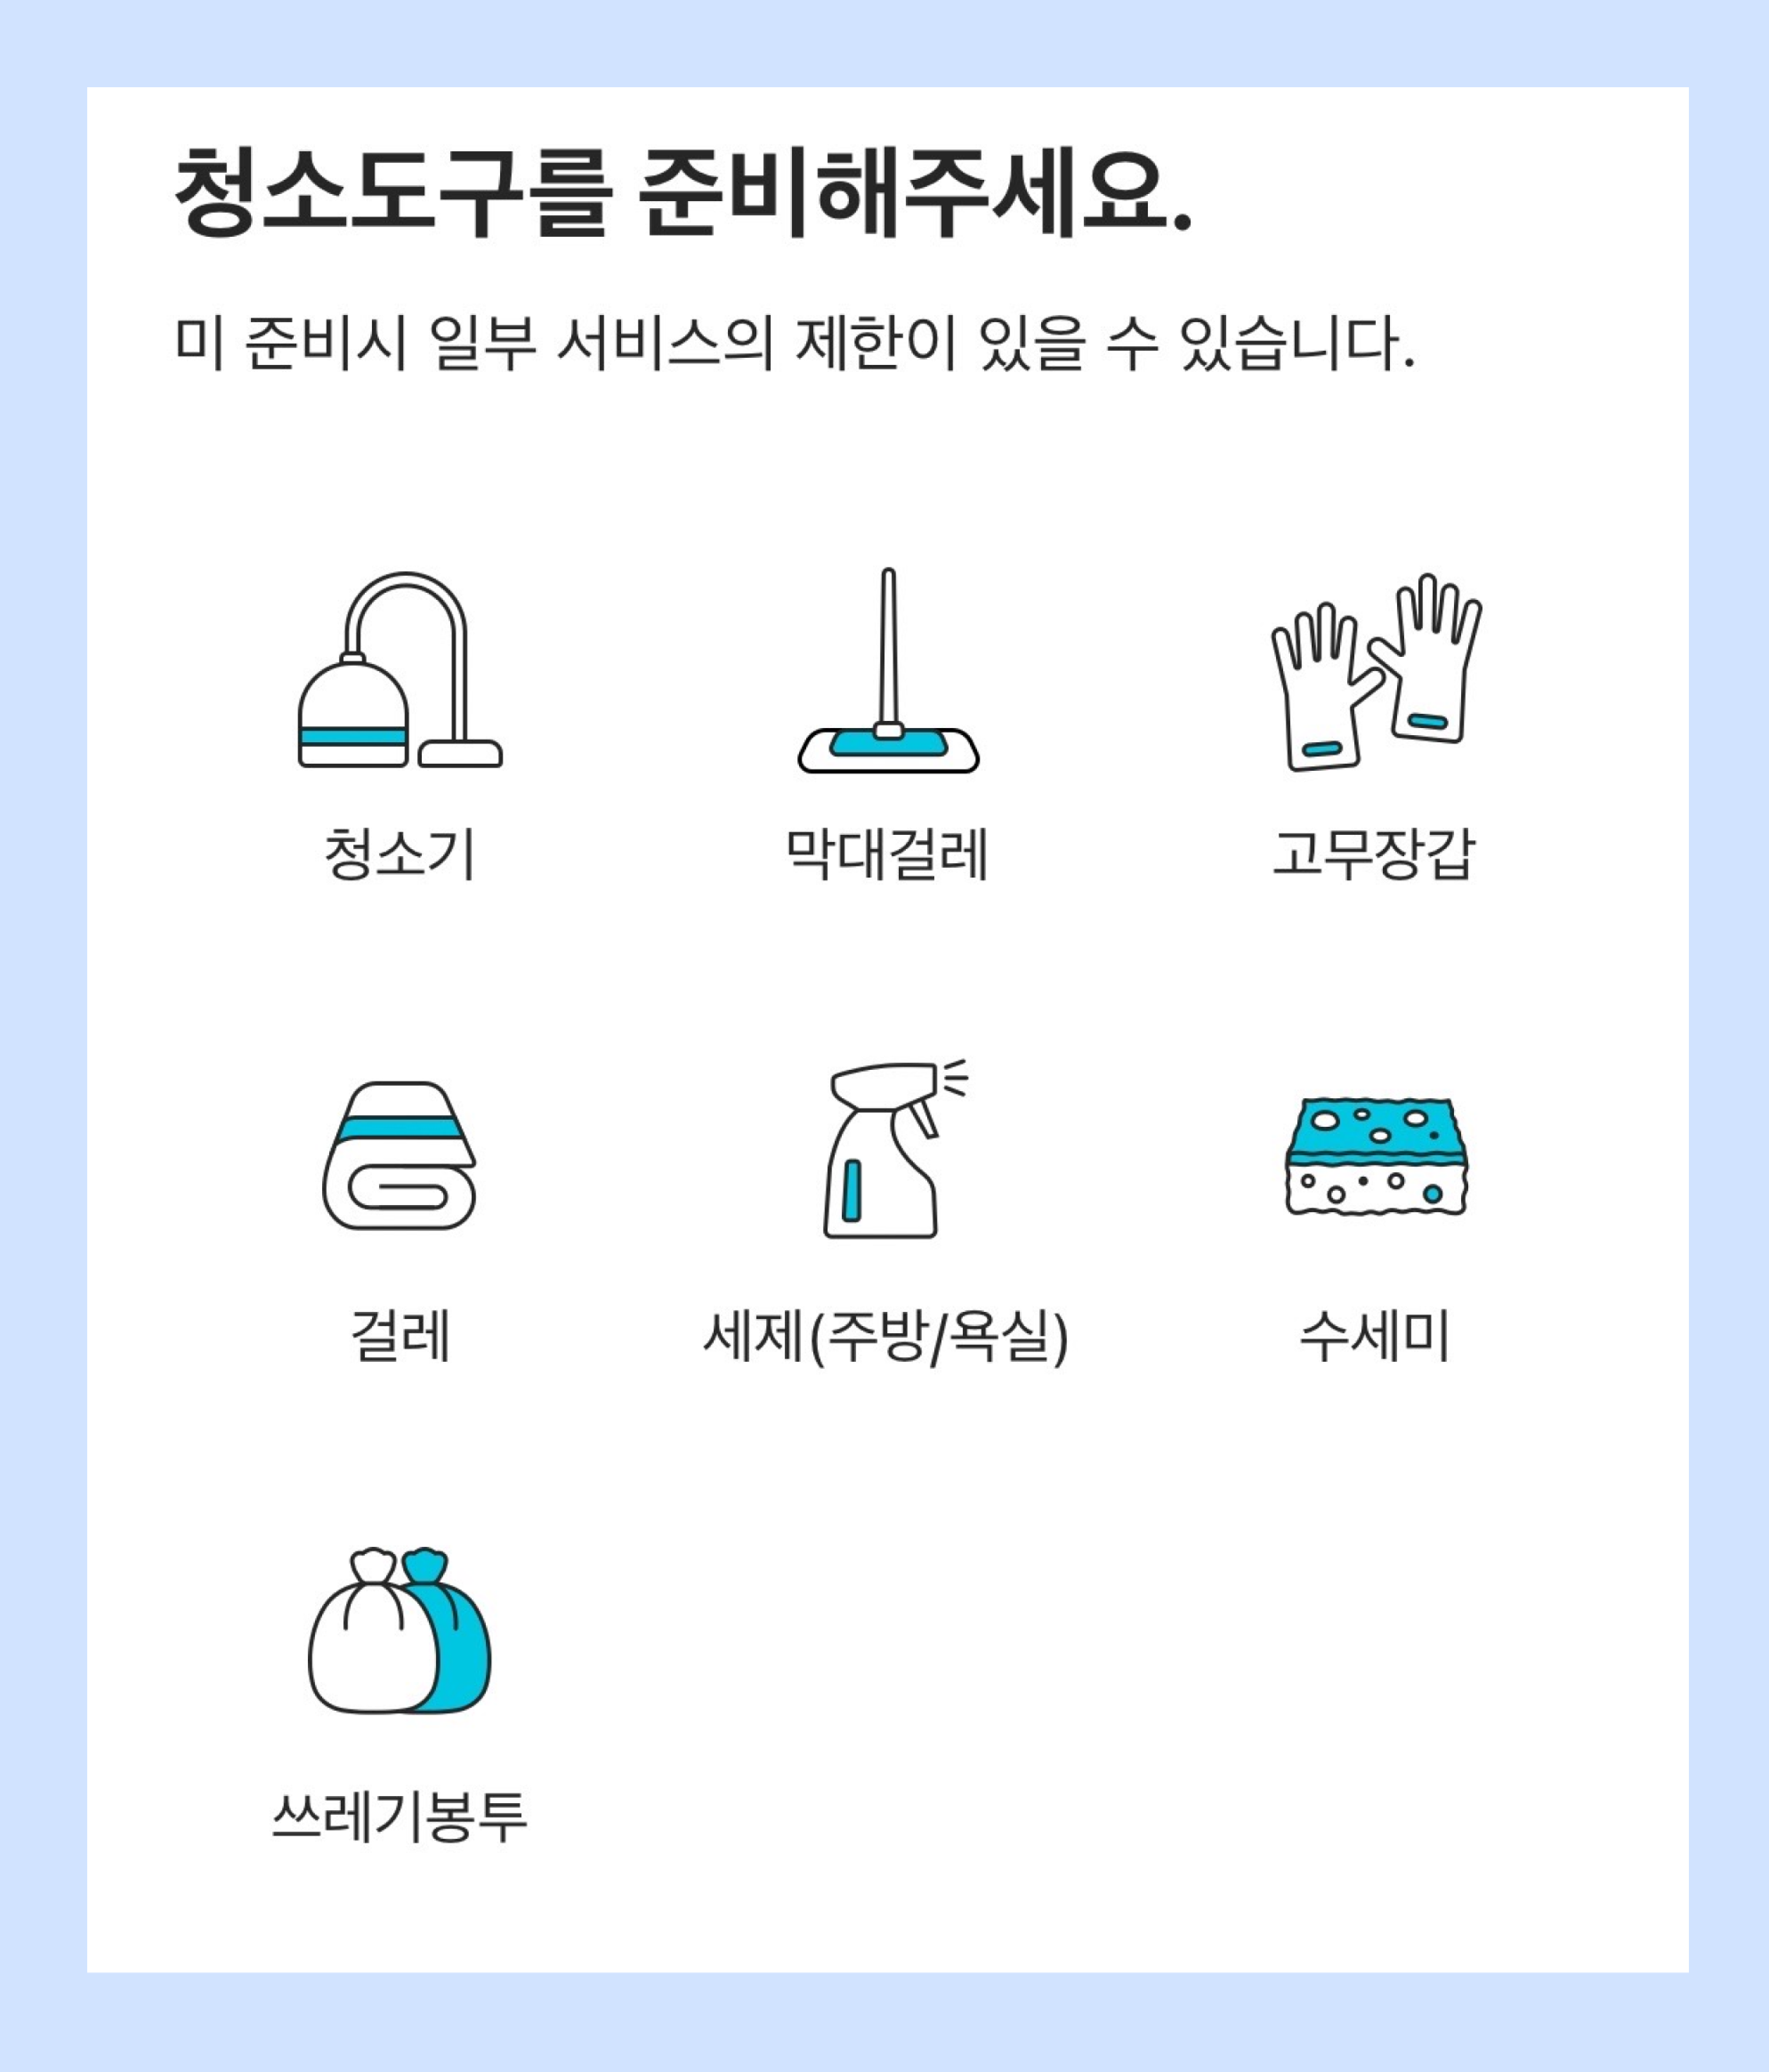 청소도구를 준비해주세요.
미 준비시 일부 서비스의 제한이 있을 수 있습니다.
청소기 막대걸레 고무장갑
걸레 세제(주방/욕실) 수세미
쓰레기봉투